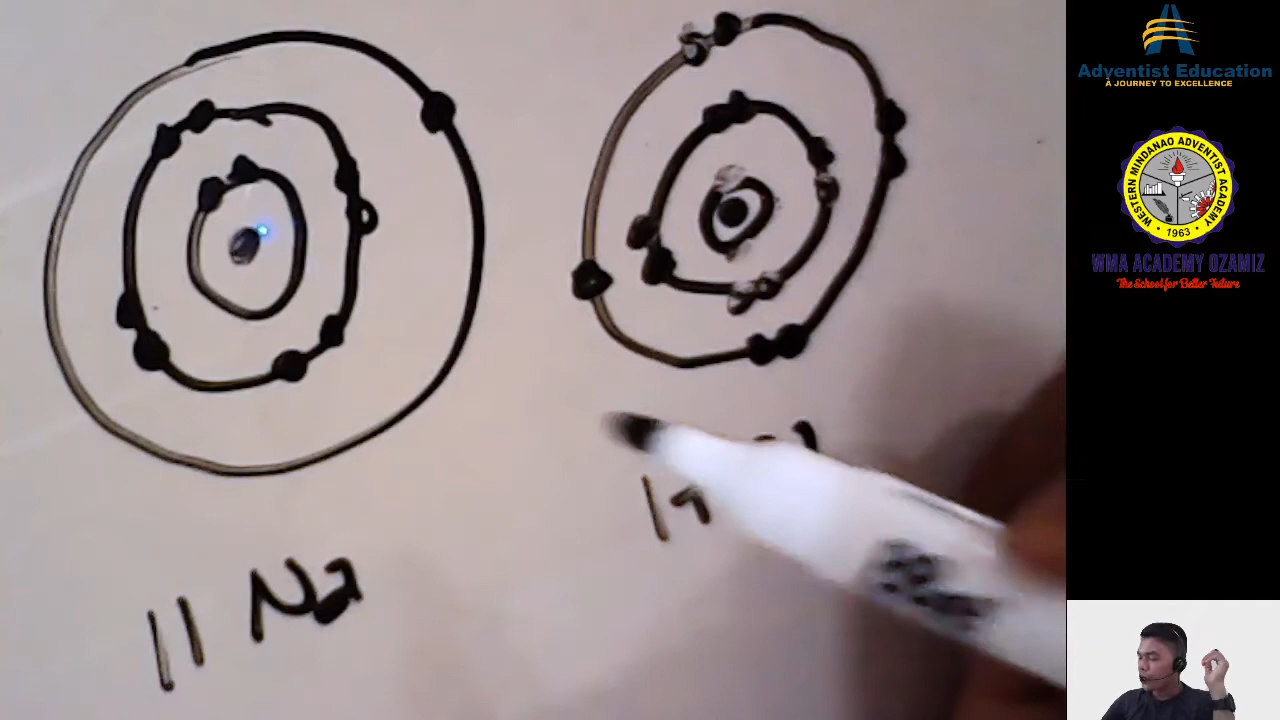 Adventist Education
A JOURNEY TO EXCELLENCE
WESTERN MINDANAO ADVENTIST ACADEMY
1963
WMA ACADEMY OZAMIZ
The School for Better Future
11 Na
17